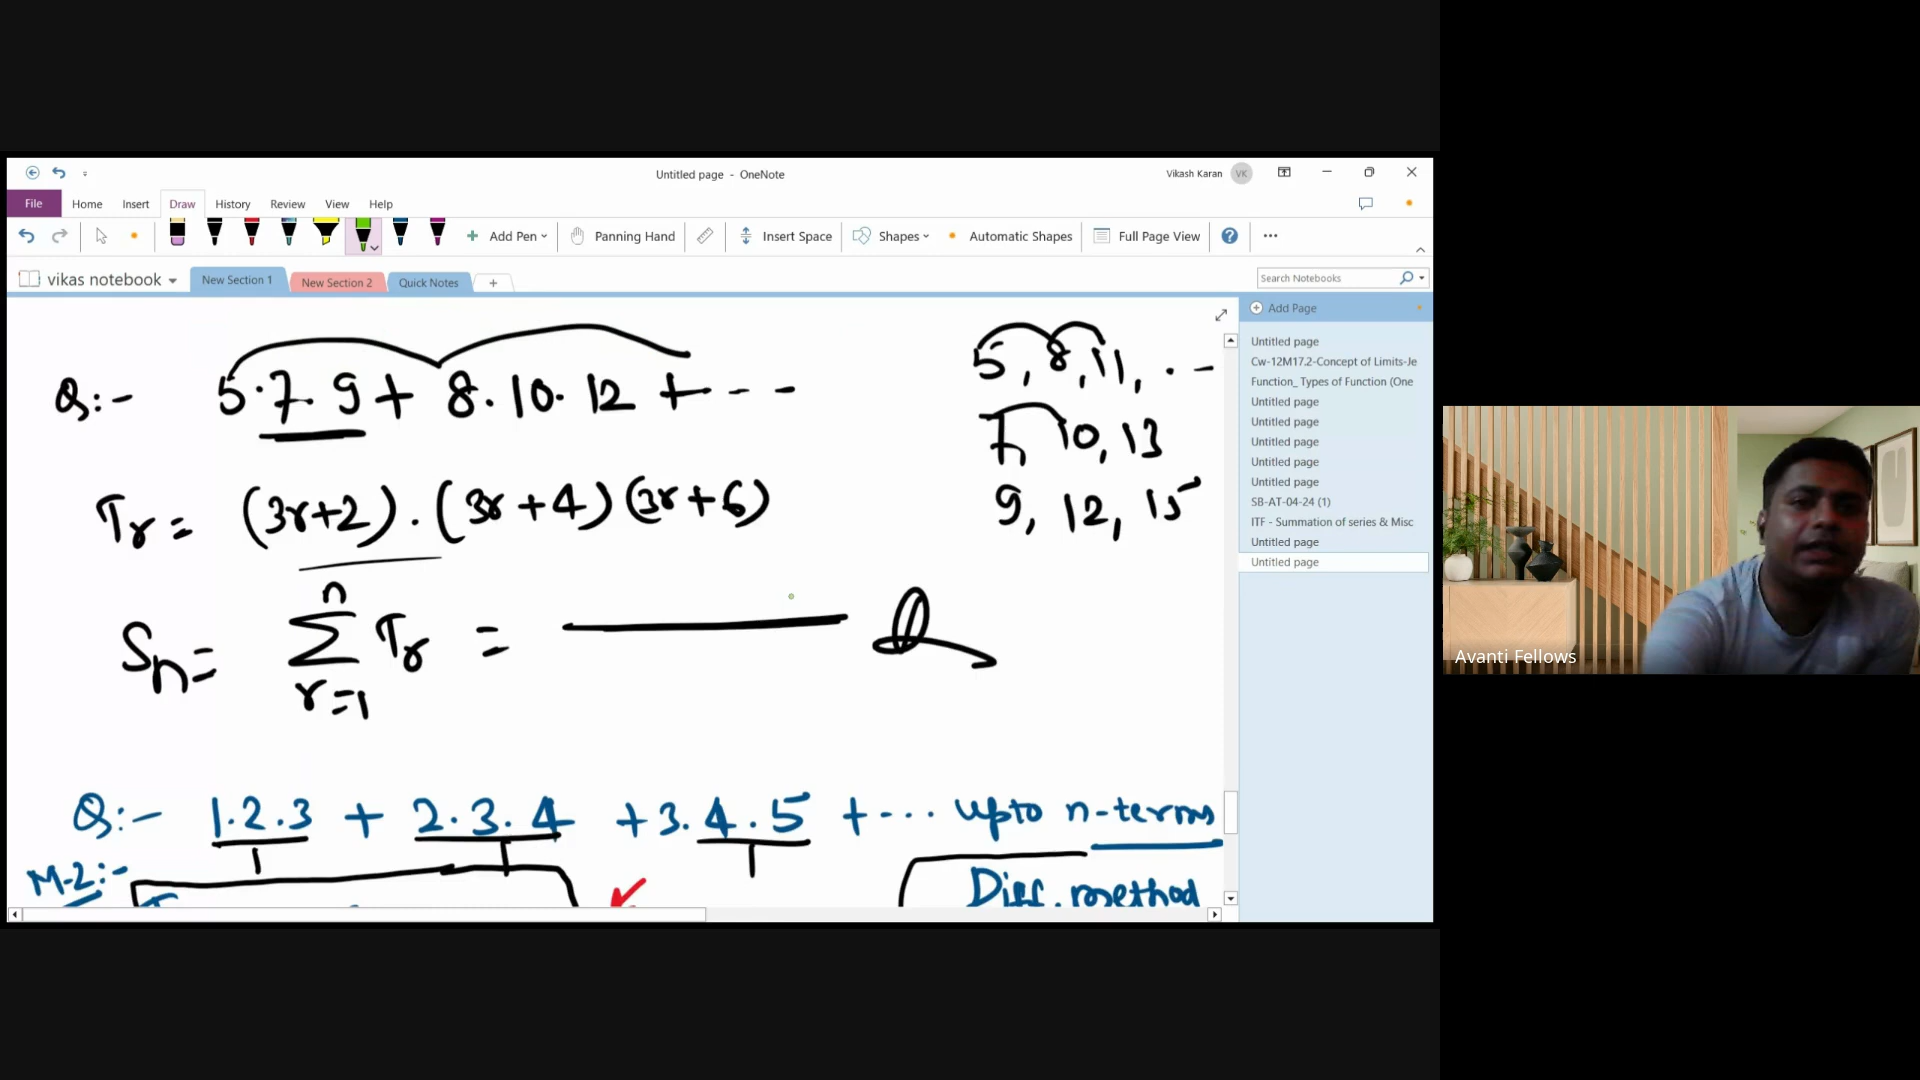 Untitled page - OneNote
Vikash Karan VK
File Home Insert Draw History Review View Help
Add Pen Panning Hand Insert Space Shapes Automatic Shapes Full Page View ? ...
vikas notebook New Section 1 New Section 2 Quick Notes +
Search Notebooks
Q:- 5.7.9 + 8.10.12 + - - -
5, 8, 11, . - -
7, 10, 13
9, 12, 15
Tr = (3r+2) . (3r+4) (3r+6)
n
Sn = Σ Tr =
r=1
Q:- 1.2.3 + 2.3.4 + 3.4.5 + - ... upto n-terms
M-2:-
Diff. method
Add Page
Untitled page
Cw-12M17.2-Concept of Limits-Je
Function_ Types of Function (One
Untitled page
Untitled page
Untitled page
Untitled page
Untitled page
SB-AT-04-24 (1)
ITF - Summation of series & Misc
Untitled page
Untitled page
Avanti Fellows